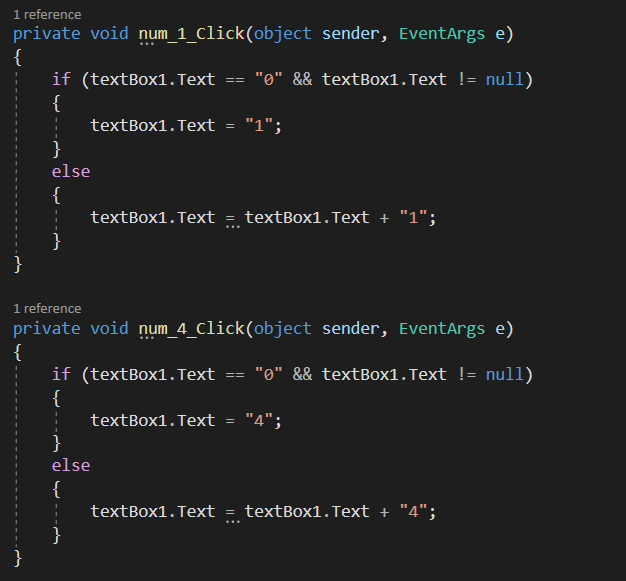 1 reference
private void num_1_Click(object sender, EventArgs e)
{
    if (textBox1.Text == "0" && textBox1.Text != null)
    {
        textBox1.Text = "1";
    }
    else
    {
        textBox1.Text = textBox1.Text + "1";
    }
}
1 reference
private void num_4_Click(object sender, EventArgs e)
{
    if (textBox1.Text == "0" && textBox1.Text != null)
    {
        textBox1.Text = "4";
    }
    else
    {
        textBox1.Text = textBox1.Text + "4";
    }
}